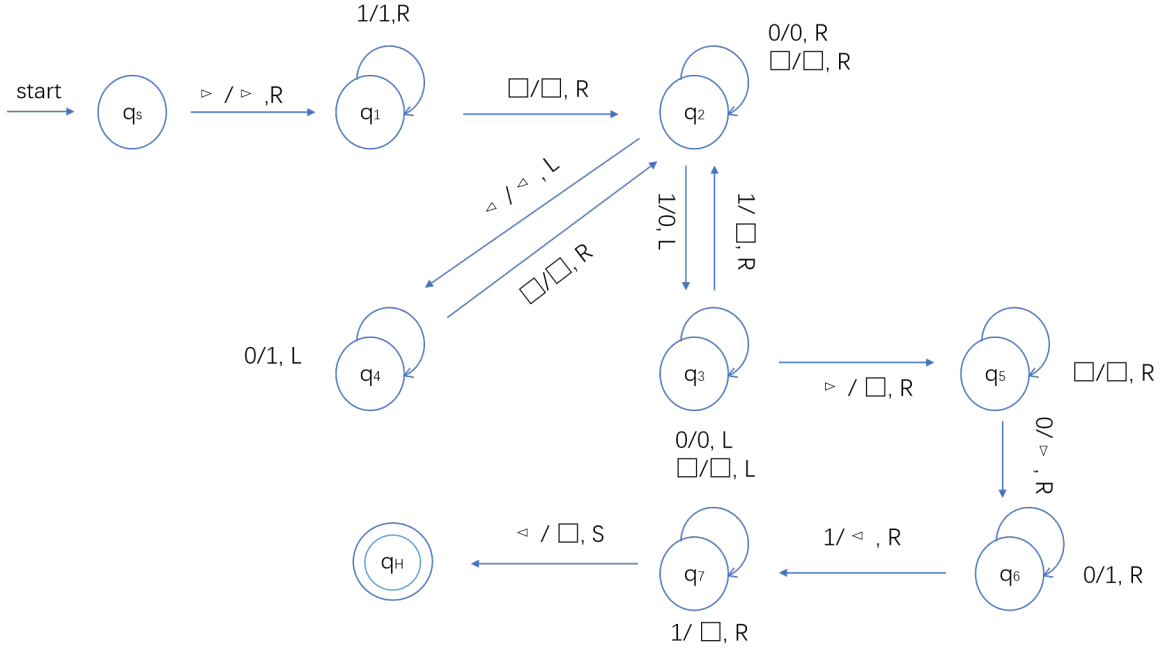 1/1,R
0/0, R
□/□, R
start
▹ / ▹ ,R
□/□, R
qs
q1
q2
◃ / ◃ , L
□/□, R
1/0, L
1/ □, R
0/1, L
q4
q3
▹ / □, R
q5
□/□, R
0/0, L
□/□, L
0/ ▹ , R
◃ / □, S
1/ ◃ , R
qH
q7
q6
0/1, R
1/ □, R